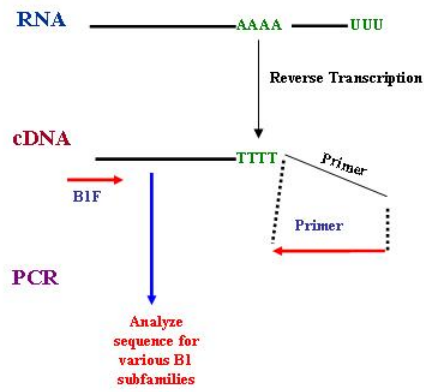 RNA
AAAA
UUU
Reverse Transcription
cDNA
TTTT
Primer
B1F
Primer
PCR
Analyze
sequence for
various B1
subfamilies